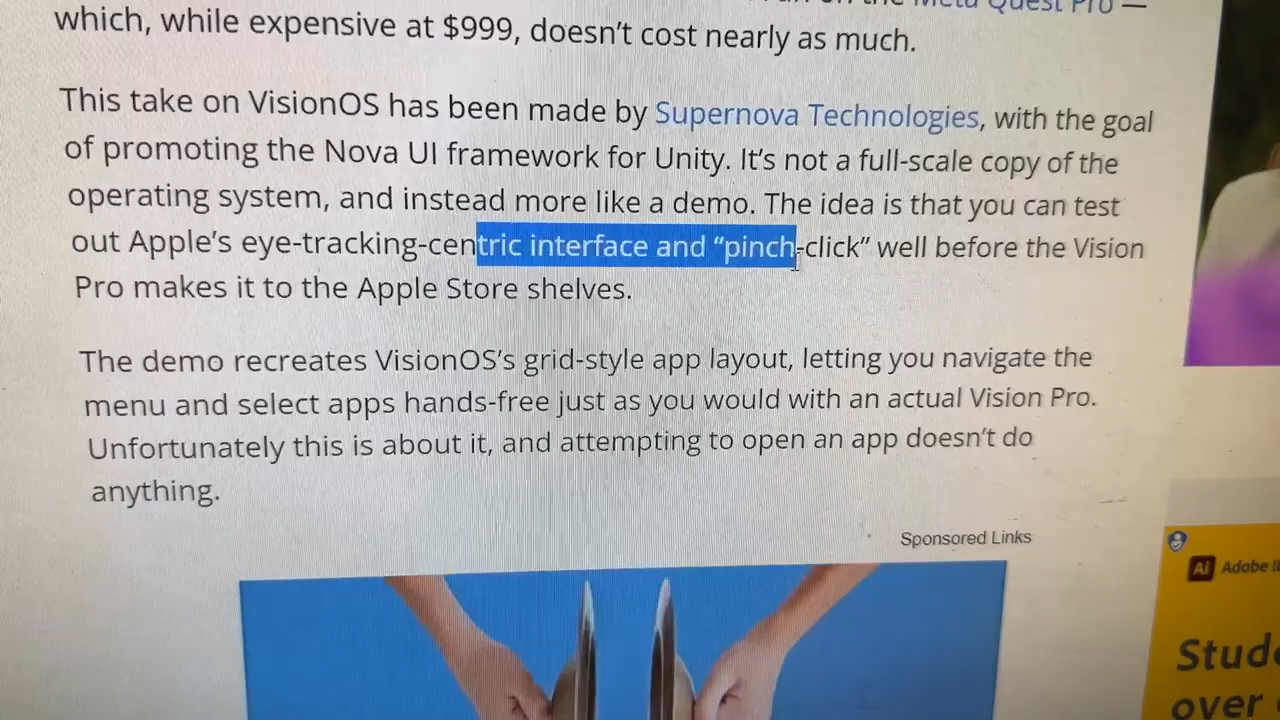 Meta Quest Pro —
which, while expensive at $999, doesn’t cost nearly as much.
This take on VisionOS has been made by Supernova Technologies, with the goal
of promoting the Nova UI framework for Unity. It’s not a full-scale copy of the
operating system, and instead more like a demo. The idea is that you can test
out Apple’s eye-tracking-centric interface and “pinch-click” well before the Vision
Pro makes it to the Apple Store shelves.
The demo recreates VisionOS’s grid-style app layout, letting you navigate the
menu and select apps hands-free just as you would with an actual Vision Pro.
Unfortunately this is about it, and attempting to open an app doesn’t do
anything.
Sponsored Links
Ai Adobe
over